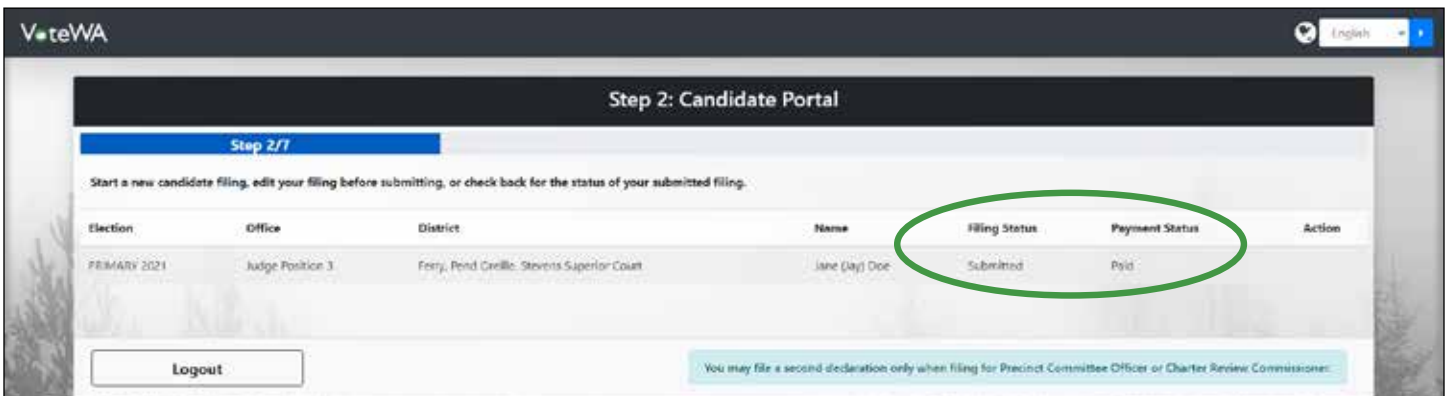 VoteWA
English
Step 2: Candidate Portal
Step 2/7
Start a new candidate filing, edit your filing before submitting, or check back for the status of your submitted filing.
Election Office District Name Filing Status Payment Status Action
PRIMARY 2021 Judge Position 3 Ferry, Pend Oreille, Stevens Superior Court Jane (Jay) Doe Submitted Paid
Logout
You may file a second declaration only when filing for Precinct Committee Officer or Charter Review Commissioner.